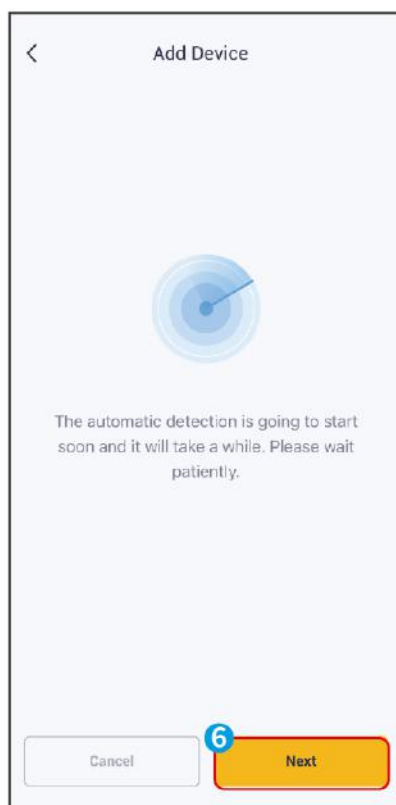 Add Device
The automatic detection is going to start
soon and it will take a while. Please wait
patiently.
6
Cancel
Next